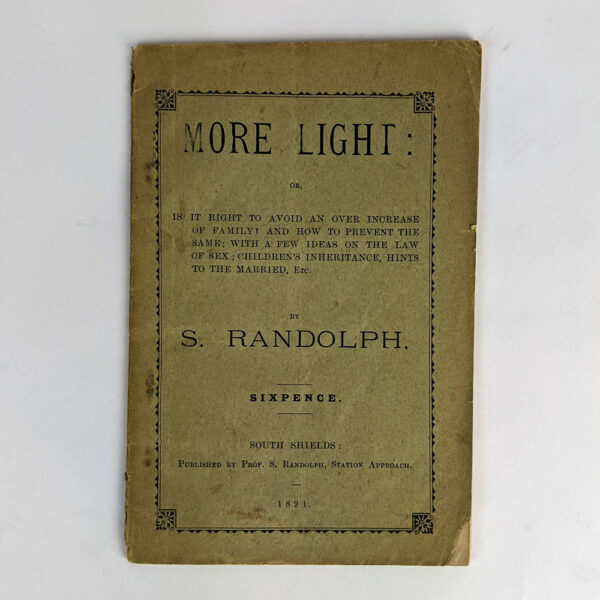 MORE LIGHT:
OR,
IS IT RIGHT TO AVOID AN OVER INCREASE
OF FAMILY? AND HOW TO PREVENT THE
SAME; WITH A FEW IDEAS ON THE LAW
OF SEX; CHILDREN'S INHERITANCE, HINTS
TO THE MARRIED, ETC.
BY
S. RANDOLPH.
SIXPENCE.
SOUTH SHIELDS:
PUBLISHED BY PROF. S. RANDOLPH, STATION APPROACH.
1891.